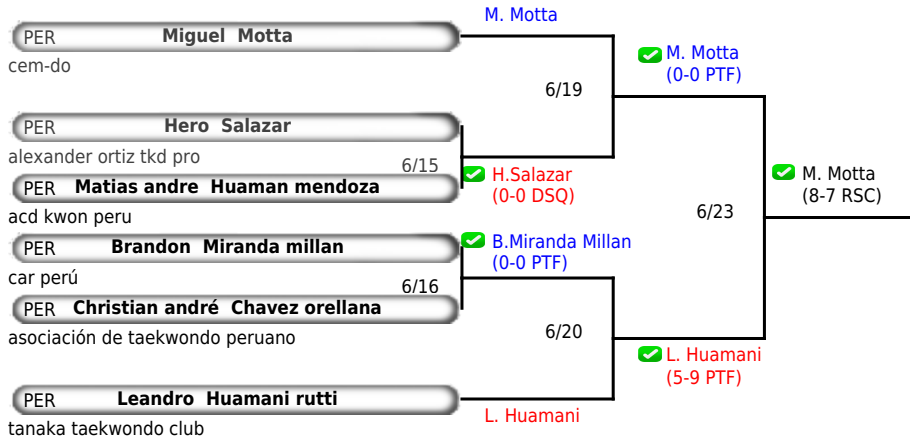 M. Motta
PER Miguel Motta
cem-do
M. Motta
(0-0 PTF)
6/19
PER Hero Salazar
alexander ortiz tkd pro
6/15
H.Salazar
(0-0 DSQ)
PER Matias andre Huaman mendoza
acd kwon peru
M. Motta
(8-7 RSC)
6/23
PER Brandon Miranda millan
B.Miranda Millan
(0-0 PTF)
car perú
6/16
PER Christian andré Chavez orellana
asociación de taekwondo peruano
6/20
L. Huamani
(5-9 PTF)
PER Leandro Huamani rutti
L. Huamani
tanaka taekwondo club